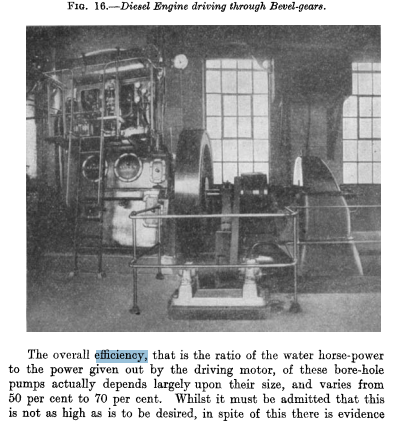 FIG. 16.—Diesel Engine driving through Bevel-gears.
The overall efficiency, that is the ratio of the water horse-power
to the power given out by the driving motor, of these bore-hole
pumps actually depends largely upon their size, and varies from
50 per cent to 70 per cent. Whilst it must be admitted that this
is not as high as is to be desired, in spite of this there is evidence